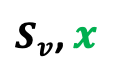 𝑺ᵥ, 𝒙